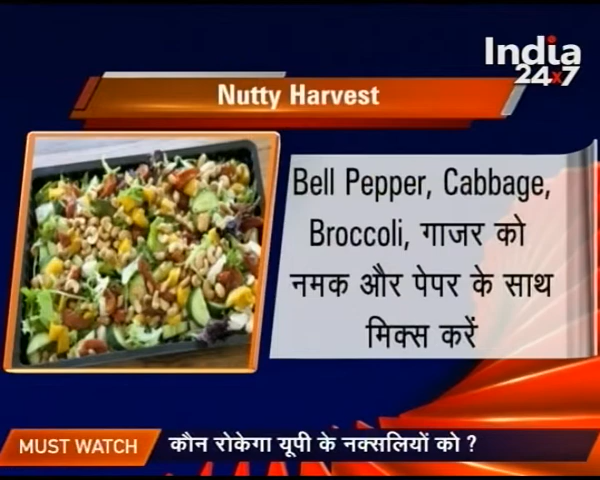 India
24x7
Nutty Harvest
Bell Pepper, Cabbage,
Broccoli, गाजर को
नमक और पेपर के साथ
मिक्स करें
MUST WATCH कौन रोकेगा यूपी के नक्सलियों को ?